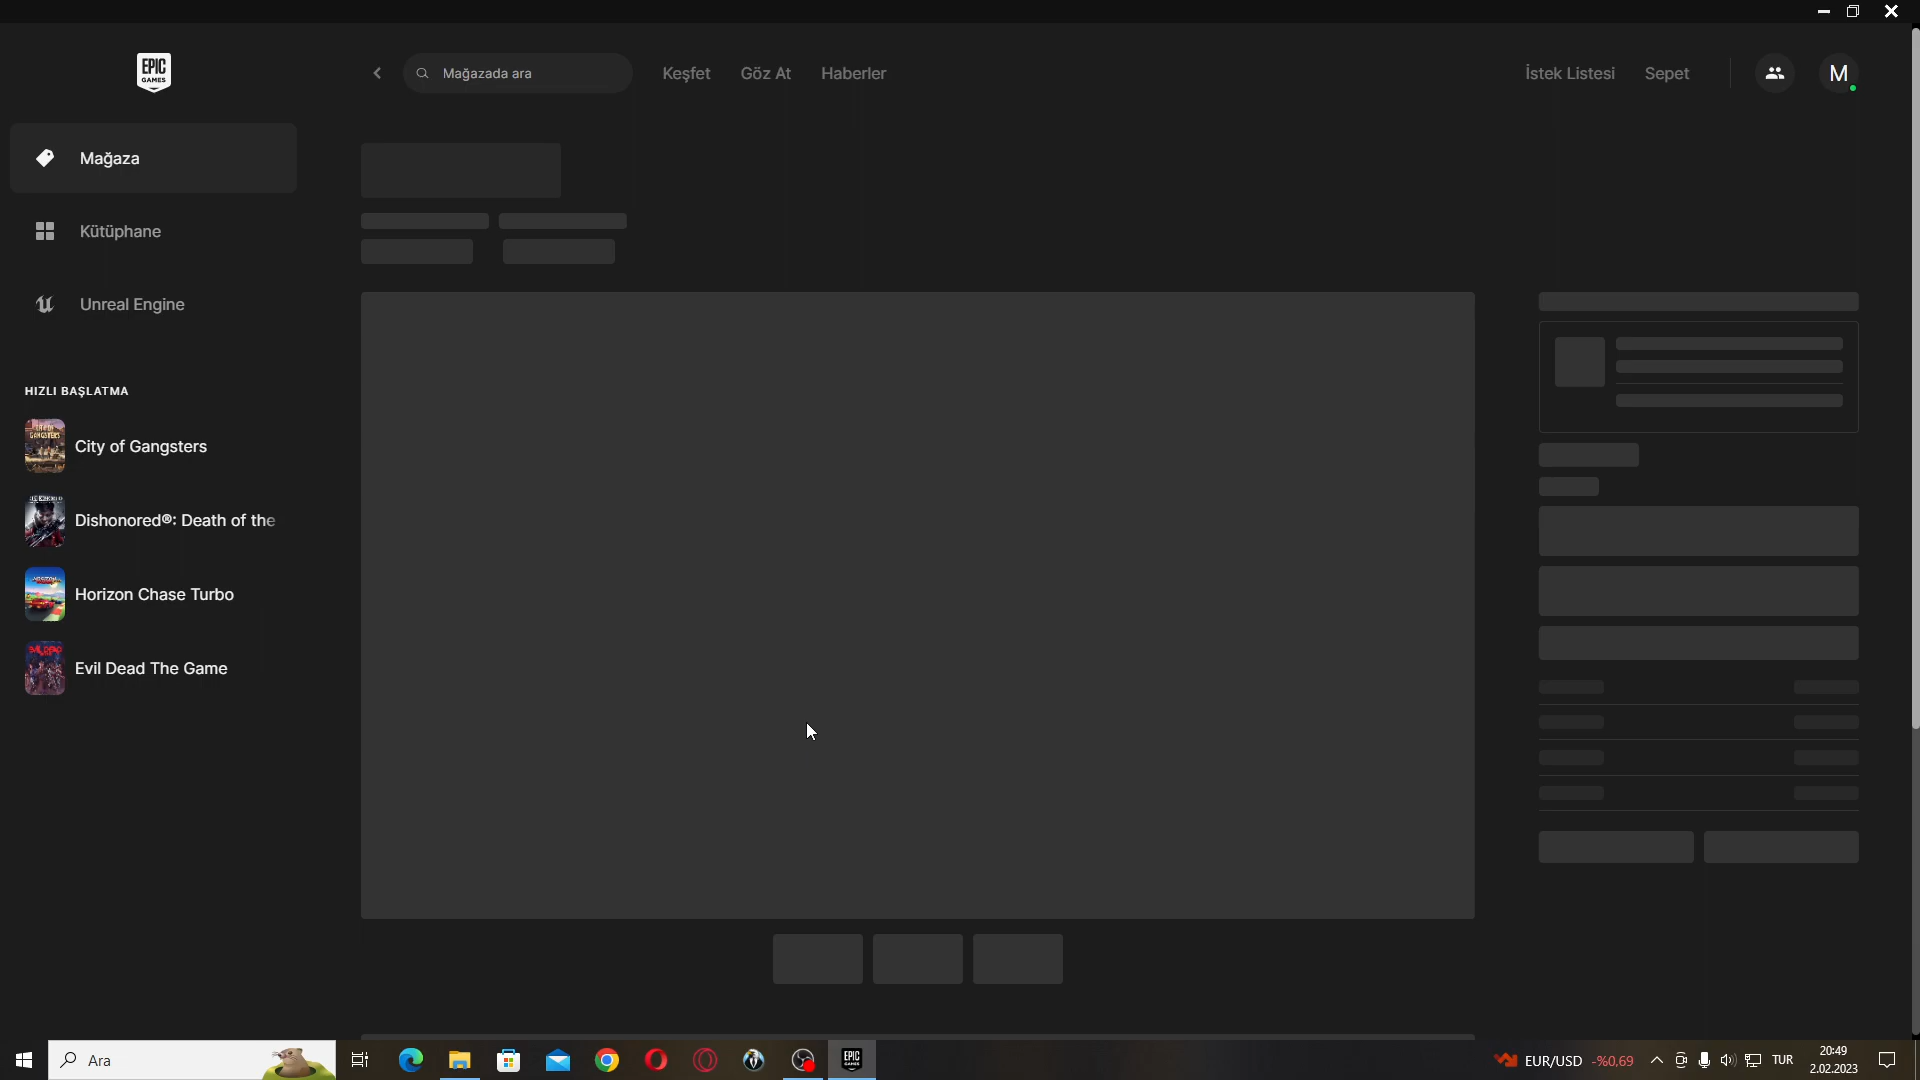 EPIC
GAMES
Mağazada ara
Keşfet
Göz At
Haberler
İstek Listesi
Sepet
M
Mağaza
Kütüphane
Unreal Engine
HIZLI BAŞLATMA
City of Gangsters
Dishonored®: Death of the
Horizon Chase Turbo
Evil Dead The Game
Ara
EPIC
GAMES
EUR/USD -%0,69
TUR
20:49
2.02.2023